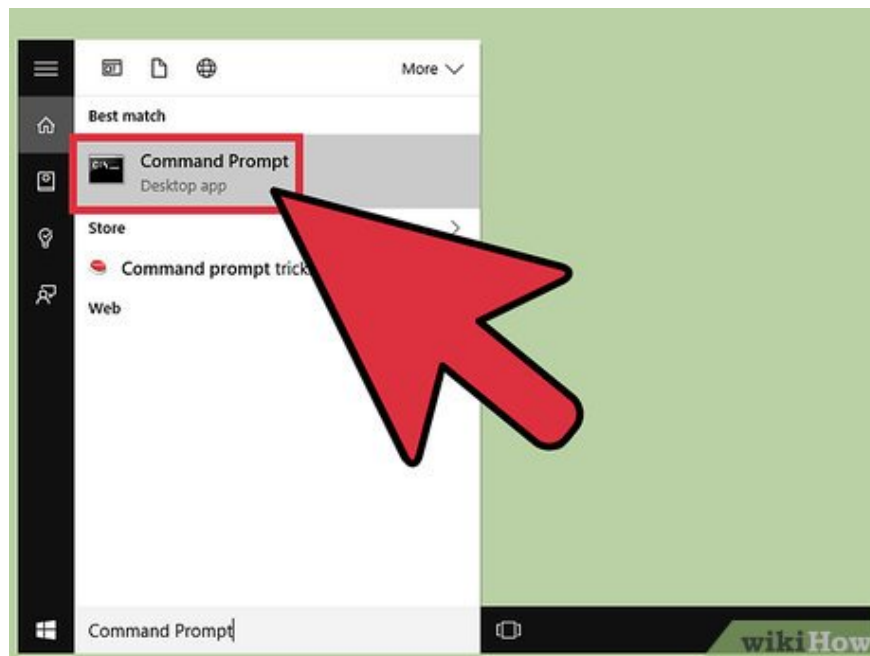 More
Best match
Command Prompt
Desktop app
Store
Command prompt trick
Web
Command Prompt
wikiHow